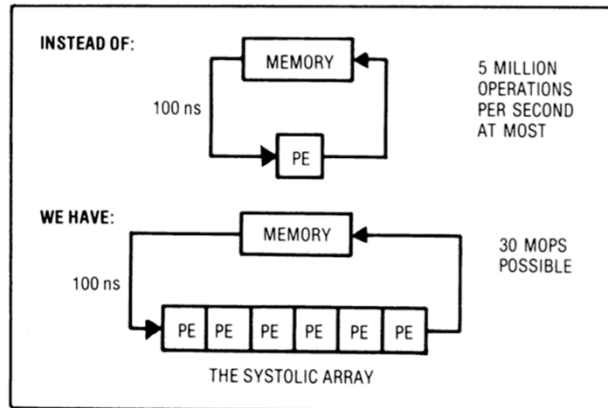 INSTEAD OF:
MEMORY
100 ns
PE
5 MILLION
OPERATIONS
PER SECOND
AT MOST
WE HAVE:
MEMORY
100 ns
30 MOPS
POSSIBLE
PE PE PE PE PE PE
THE SYSTOLIC ARRAY